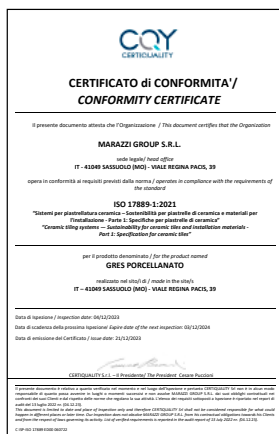 CQY
CERTIQUALITY
CERTIFICATO di CONFORMITA'/
CONFORMITY CERTIFICATE
Il presente documento attesta che l'Organizzazione / This document certifies that the Organization
MARAZZI GROUP S.R.L.
sede legale/ head office
IT - 41049 SASSUOLO (MO) - VIALE REGINA PACIS, 39
opera in conformità ai requisiti previsti dalla norma / operates in compliance with the requirements of
the standard
ISO 17889-1:2021
"Sistemi per piastrellatura ceramica – Sostenibilità per piastrelle di ceramica e materiali per
l'installazione - Parte 1: Specifiche per piastrelle di ceramica"
"Ceramic tiling systems — Sustainability for ceramic tiles and installation materials -
Part 1: Specification for ceramic tiles"
per il prodotto denominato / for the product named
GRES PORCELLANATO
realizzato nel sito/i di / made in the site/s
IT – 41049 SASSUOLO (MO) - VIALE REGINA PACIS, 39
Data di ispezione / Inspection date: 04/12/2023
Data di scadenza della prossima ispezione/ Expire date of the next inspection: 03/12/2024
Data di emissione del Certificato / Issue date: 21/12/2023
CERTIQUALITY S.r.l. – Il Presidente/ The President Cesare Puccioni